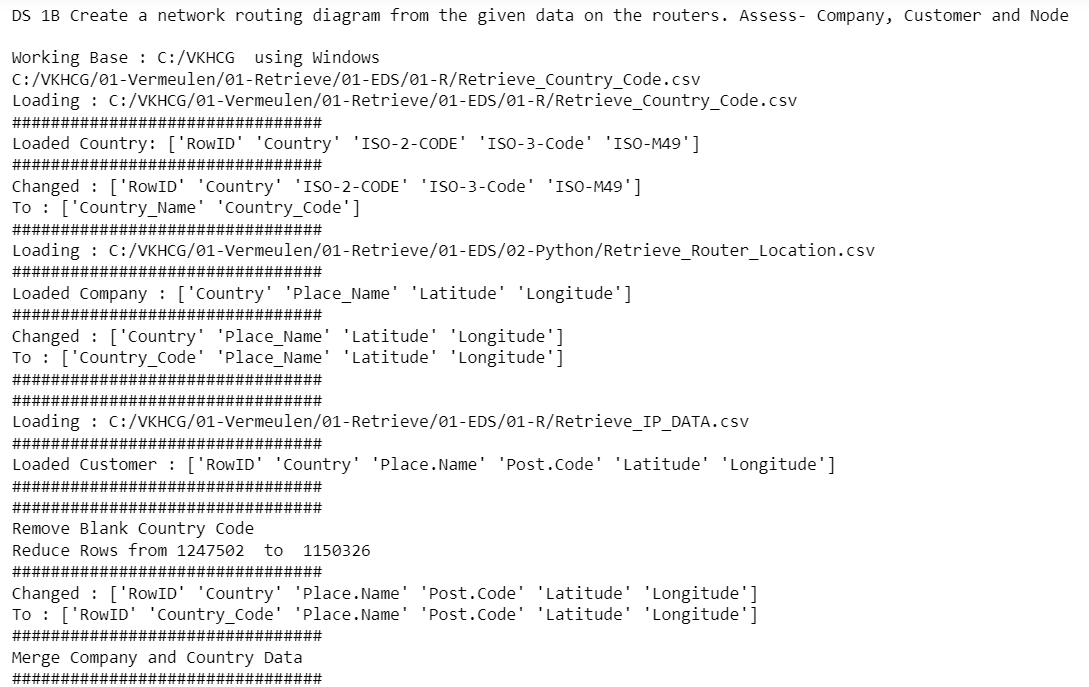 DS 1B Create a network routing diagram from the given data on the routers. Assess- Company, Customer and Node
Working Base : C:/VKHCG  using Windows
C:/VKHCG/01-Vermeulen/01-Retrieve/01-EDS/01-R/Retrieve_Country_Code.csv
Loading : C:/VKHCG/01-Vermeulen/01-Retrieve/01-EDS/01-R/Retrieve_Country_Code.csv
################################
Loaded Country: ['RowID' 'Country' 'ISO-2-CODE' 'ISO-3-Code' 'ISO-M49']
################################
Changed : ['RowID' 'Country' 'ISO-2-CODE' 'ISO-3-Code' 'ISO-M49']
To : ['Country_Name' 'Country_Code']
################################
Loading : C:/VKHCG/01-Vermeulen/01-Retrieve/01-EDS/02-Python/Retrieve_Router_Location.csv
################################
Loaded Company : ['Country' 'Place_Name' 'Latitude' 'Longitude']
################################
Changed : ['Country' 'Place_Name' 'Latitude' 'Longitude']
To : ['Country_Code' 'Place_Name' 'Latitude' 'Longitude']
################################
################################
Loading : C:/VKHCG/01-Vermeulen/01-Retrieve/01-EDS/01-R/Retrieve_IP_DATA.csv
################################
Loaded Customer : ['RowID' 'Country' 'Place.Name' 'Post.Code' 'Latitude' 'Longitude']
################################
################################
Remove Blank Country Code
Reduce Rows from 1247502  to  1150326
################################
Changed : ['RowID' 'Country' 'Place.Name' 'Post.Code' 'Latitude' 'Longitude']
To : ['RowID' 'Country_Code' 'Place.Name' 'Post.Code' 'Latitude' 'Longitude']
################################
Merge Company and Country Data
################################